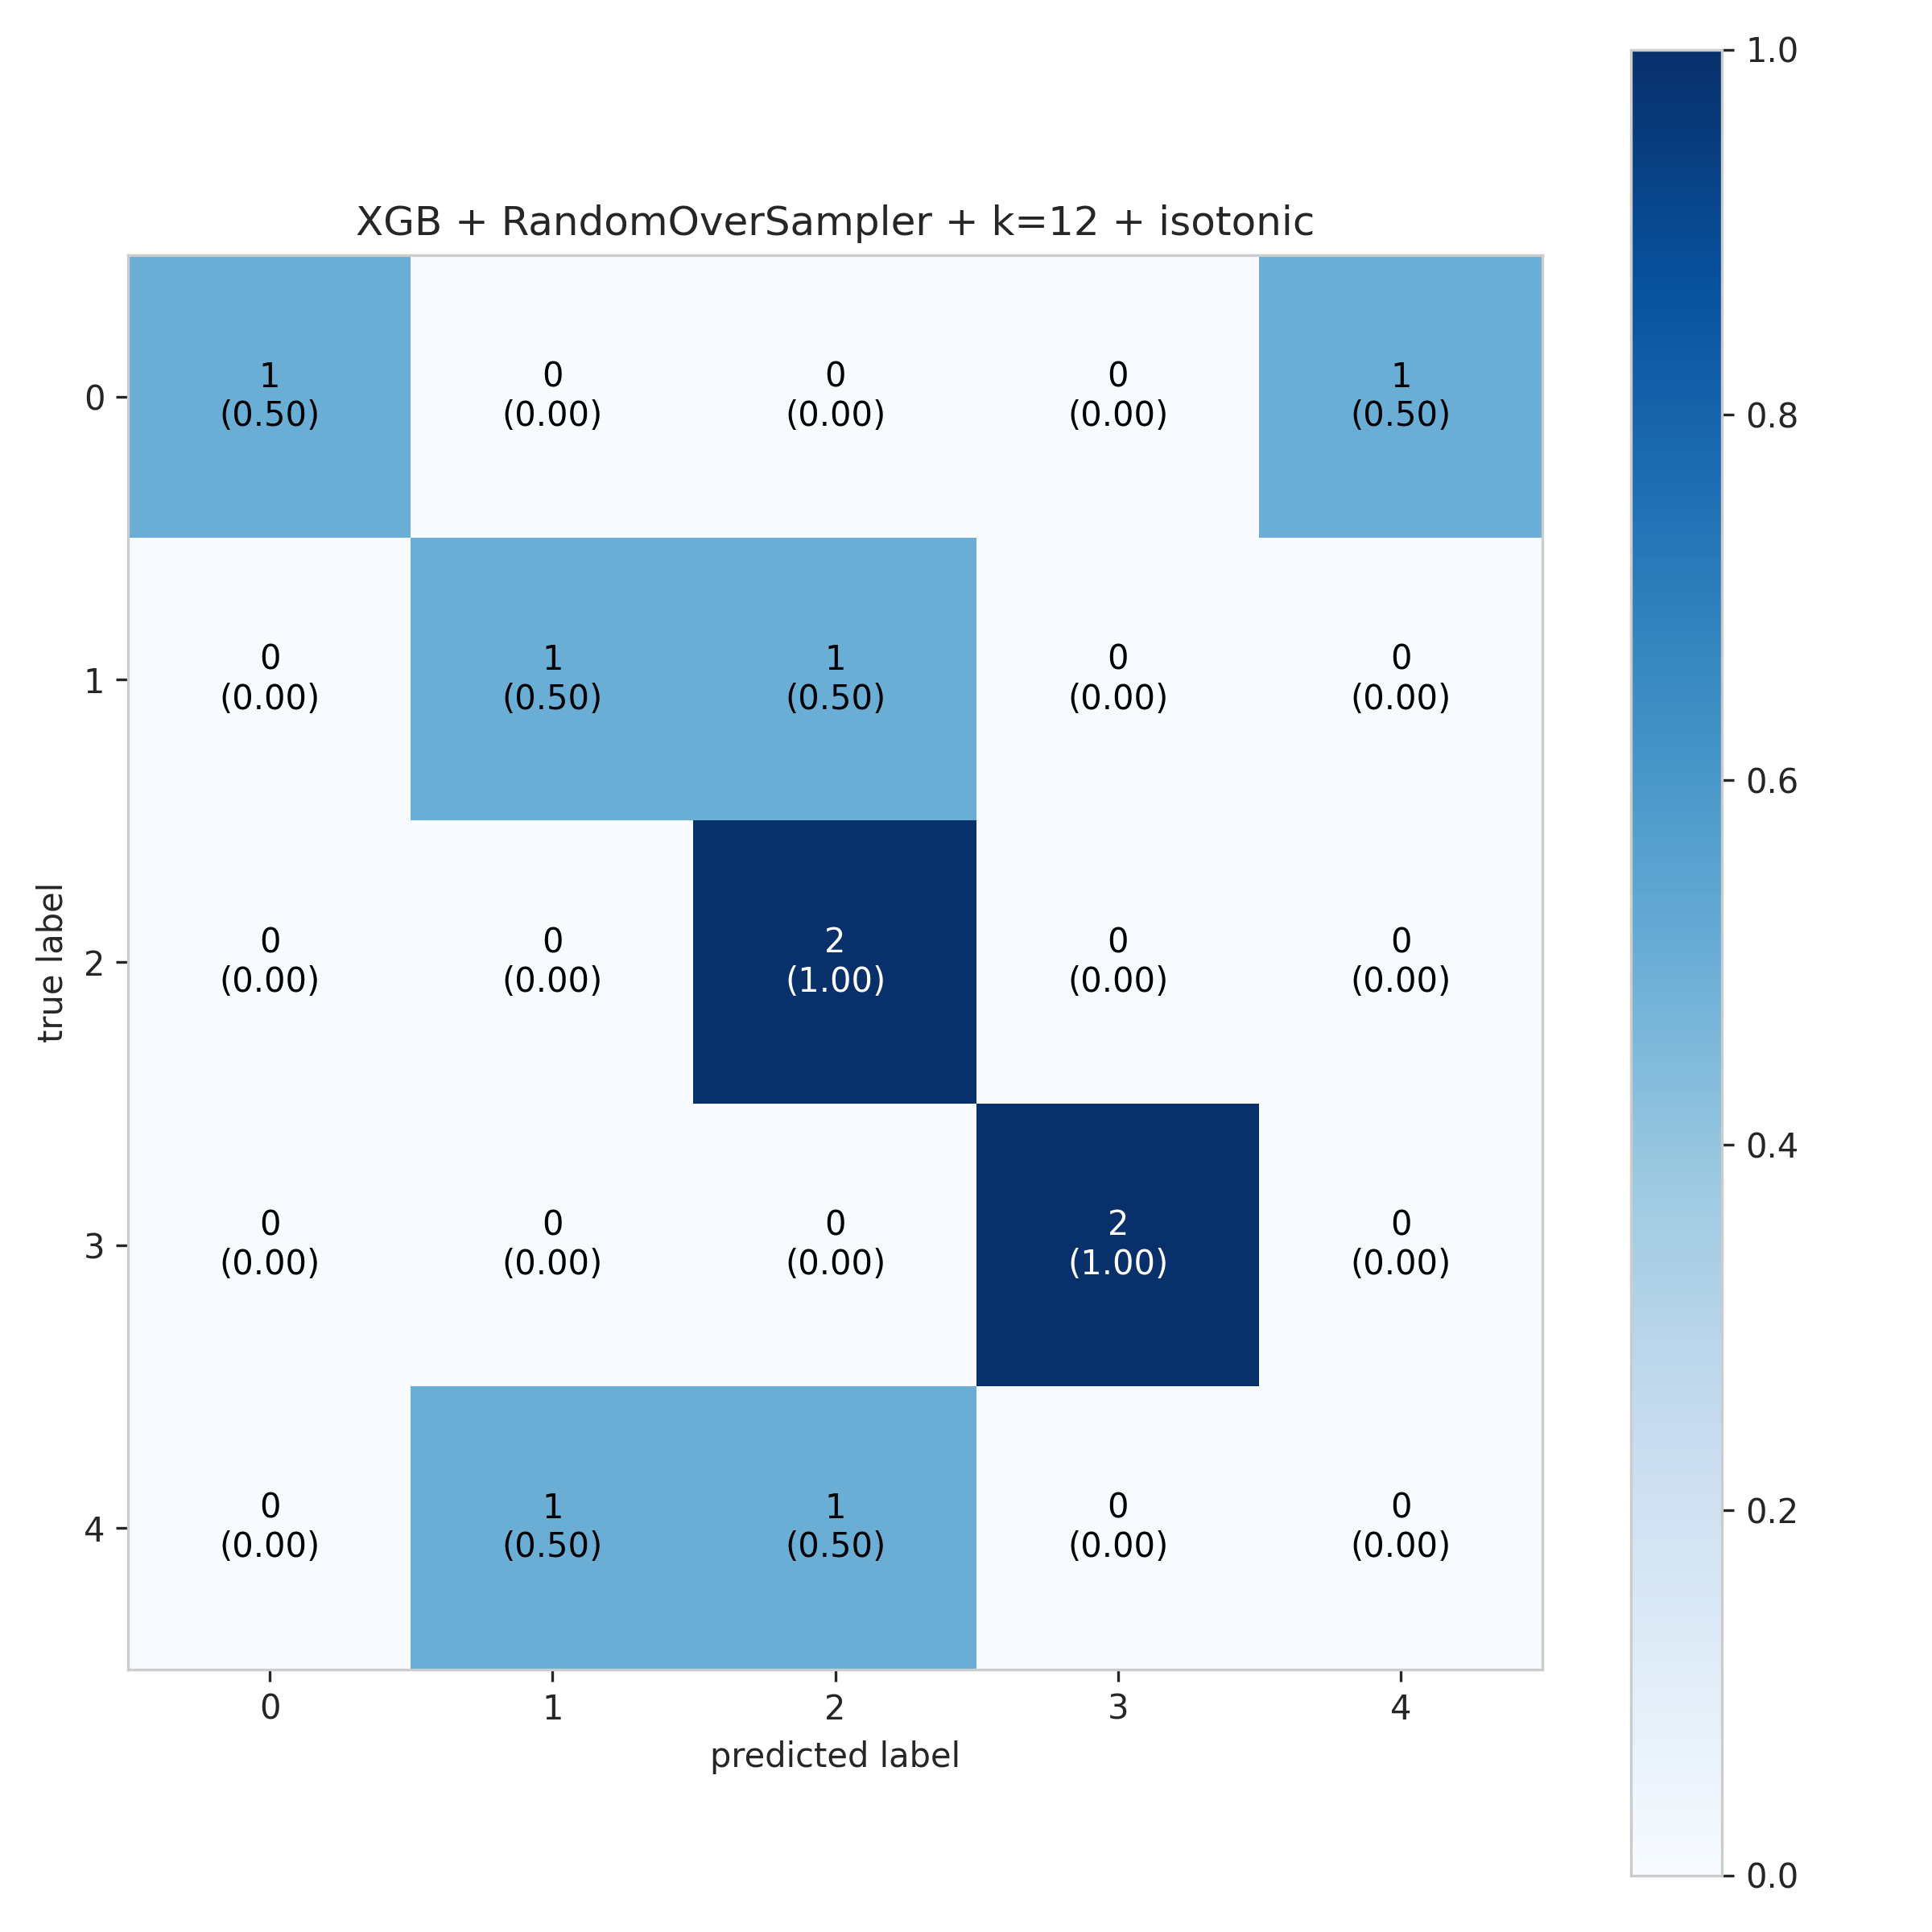 XGB + RandomOverSampler + k=12 + isotonic
1.0
0.8
0.6
0.4
0.2
0.0
true label
0
1 0 0 0 1
(0.50) (0.00) (0.00) (0.00) (0.50)
1
0 1 1 0 0
(0.00) (0.50) (0.50) (0.00) (0.00)
2
0 0 2 0 0
(0.00) (0.00) (1.00) (0.00) (0.00)
3
0 0 0 2 0
(0.00) (0.00) (0.00) (1.00) (0.00)
4
0 1 1 0 0
(0.00) (0.50) (0.50) (0.00) (0.00)
0 1 2 3 4
predicted label